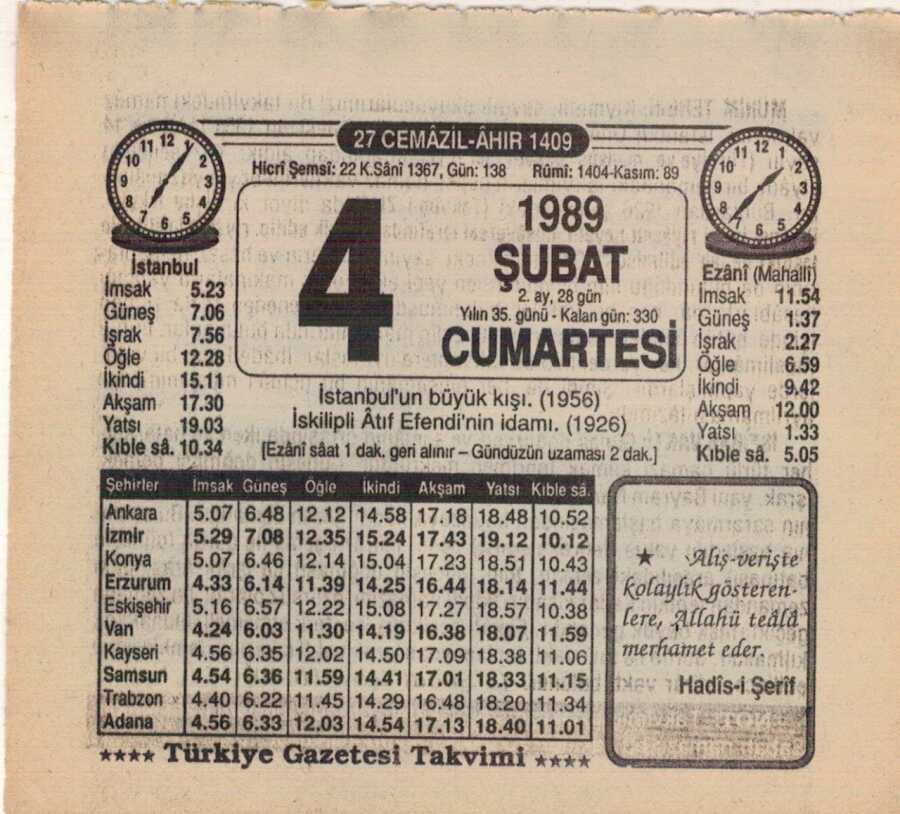 27 CEMÂZİL-ÂHIR 1409
Hicrî Şemsî: 22 K.Sânî 1367, Gün: 138 Rûmî: 1404-Kasım: 89
4
1989
ŞUBAT
2. ay, 28 gün
Yılın 35. günü - Kalan gün: 330
CUMARTESİ
İstanbul
İmsak 5.23
Güneş 7.06
İşrak 7.56
Öğle 12.28
İkindi 15.11
Akşam 17.30
Yatsı 19.03
Kıble sâ. 10.34
Ezânî (Mahallî)
İmsak 11.54
Güneş 1.37
İşrak 2.27
Öğle 6.59
İkindi 9.42
Akşam 12.00
Yatsı 1.33
Kıble sâ. 5.05
İstanbul'un büyük kışı. (1956)
İskilipli Âtıf Efendi'nin idamı. (1926)
[Ezânî sâat 1 dak. geri alınır – Gündüzün uzaması 2 dak.]
Şehirler İmsak Güneş Öğle İkindi Akşam Yatsı Kıble sâ.
Ankara 5.07 6.48 12.12 14.58 17.18 18.48 10.52
İzmir 5.29 7.08 12.35 15.24 17.43 19.12 10.12
Konya 5.07 6.46 12.14 15.04 17.23 18.51 10.43
Erzurum 4.33 6.14 11.39 14.25 16.44 18.14 11.44
Eskişehir 5.16 6.57 12.22 15.08 17.27 18.57 10.38
Van 4.24 6.03 11.30 14.19 16.38 18.07 11.59
Kayseri 4.56 6.35 12.02 14.50 17.09 18.38 11.06
Samsun 4.54 6.36 11.59 14.41 17.01 18.33 11.15
Trabzon 4.40 6.22 11.45 14.29 16.48 18.20 11.34
Adana 4.56 6.33 12.03 14.54 17.13 18.40 11.01
★ Alış-verişte
kolaylık gösteren-
lere, Allahü teâlâ
merhamet eder.
Hadîs-i Şerîf
★★★★ Türkiye Gazetesi Takvimi ★★★★